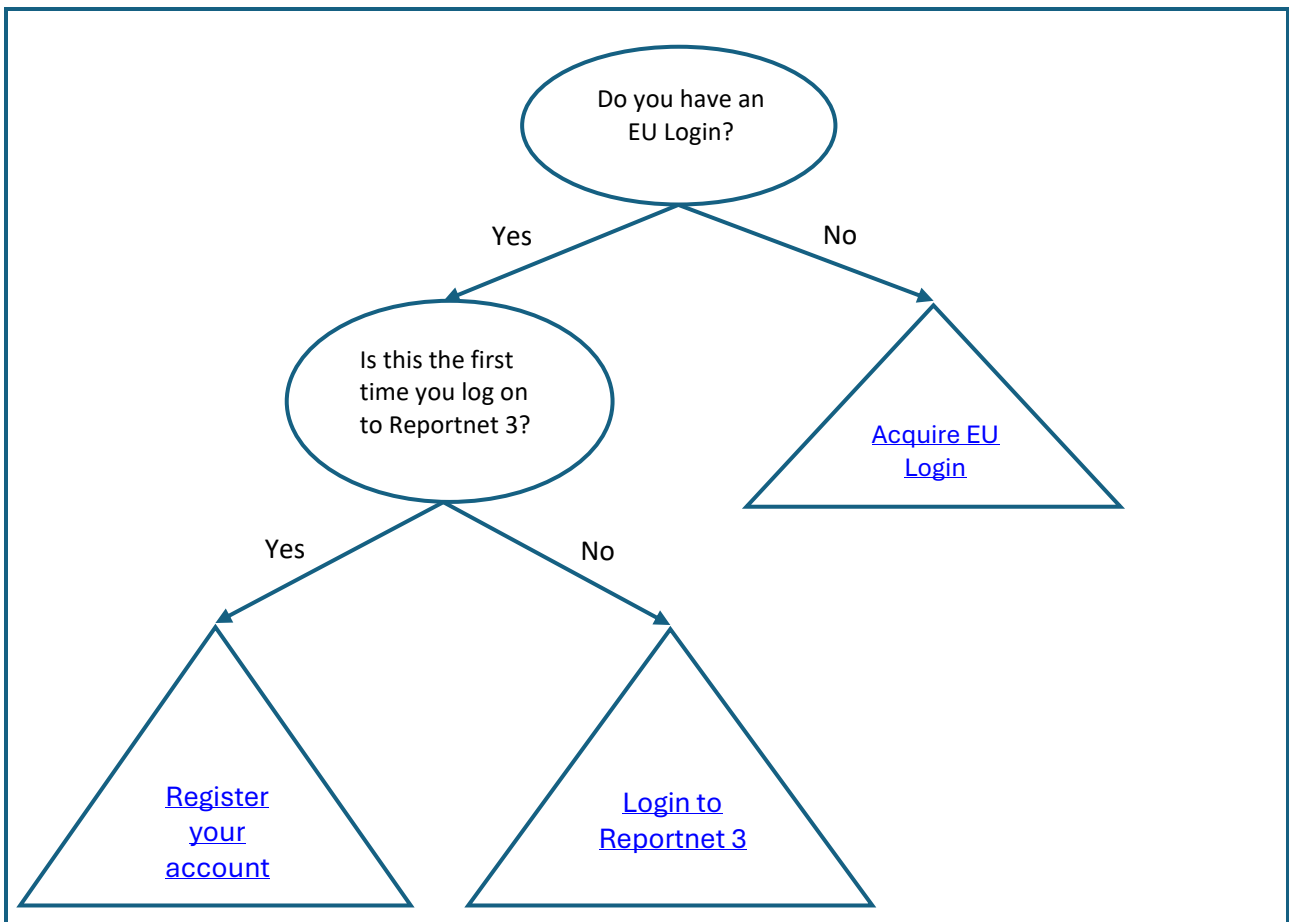 Do you have an
EU Login?
Yes
No
Is this the first
time you log on
to Reportnet 3?
Acquire EU
Login
Yes
No
Register
your
account
Login to
Reportnet 3